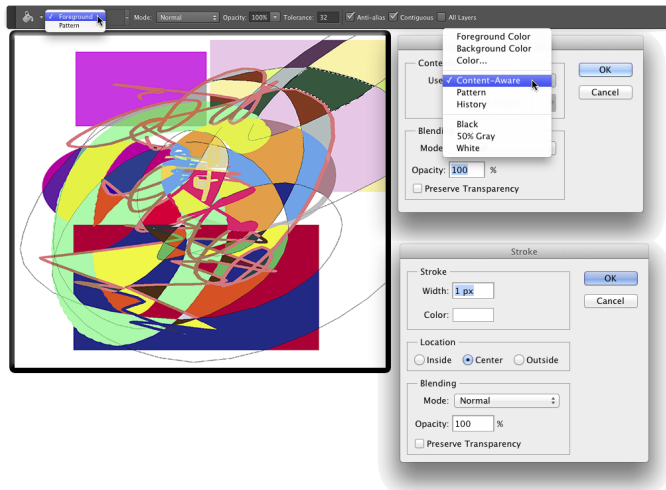 ✓ Foreground
Pattern
Mode: Normal Opacity: 100% Tolerance: 32 Anti-alias Contiguous All Layers
Foreground Color
Background Color
Color...
✓ Content-Aware
Pattern
History
Black
50% Gray
White
Conte
Use
OK
Cancel
Blending
Mode
Opacity: 100 %
Preserve Transparency
Stroke
Stroke
Width: 1 px
Color:
OK
Cancel
Location
Inside Center Outside
Blending
Mode: Normal
Opacity: 100 %
Preserve Transparency